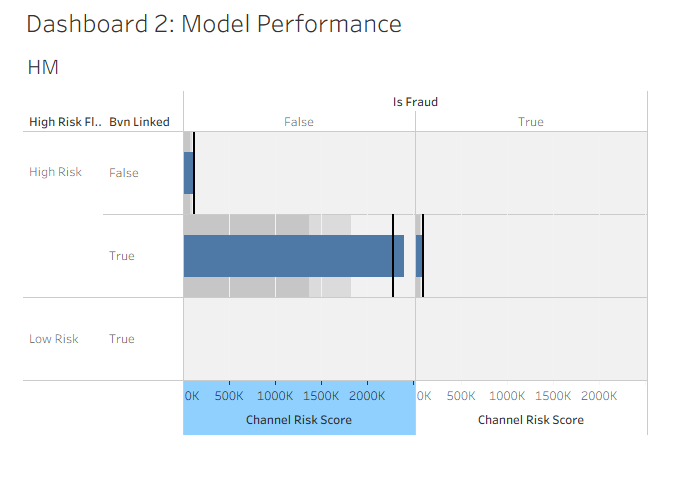 Dashboard 2: Model Performance
HM
Is Fraud
High Risk Fl.. Bvn Linked False True
High Risk False
True
Low Risk True
0K 500K 1000K 1500K 2000K 0K 500K 1000K 1500K 2000K
Channel Risk Score Channel Risk Score